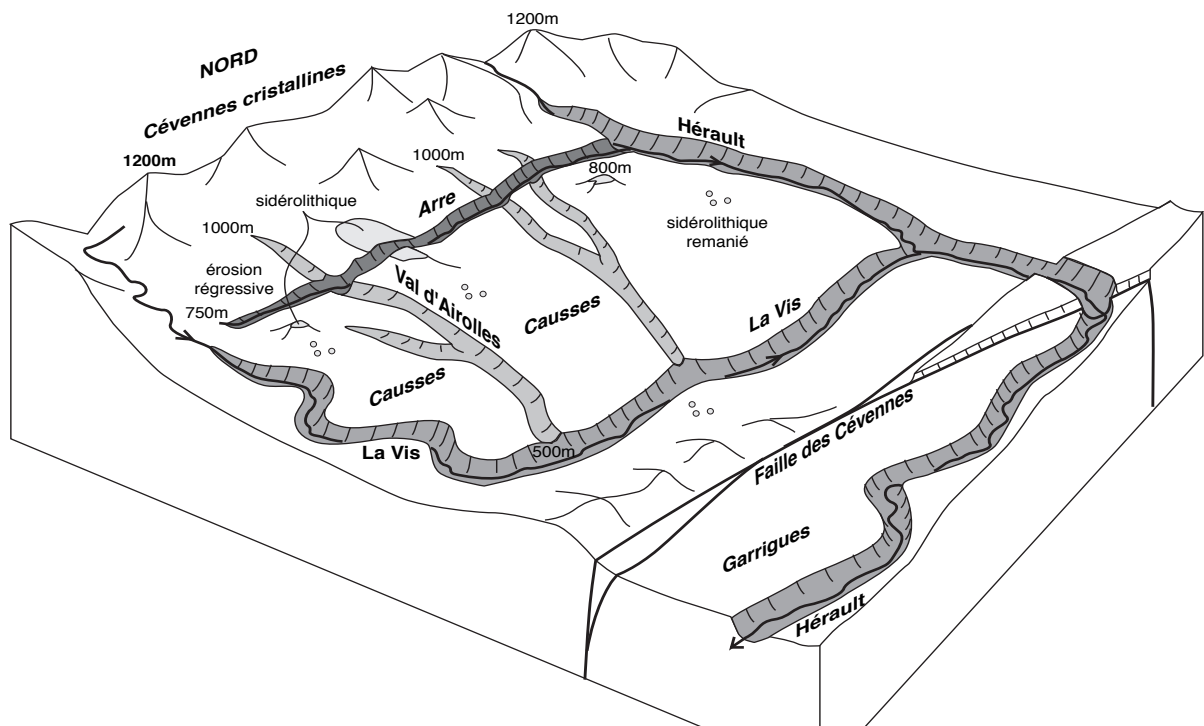 1200m
NORD
Cévennes cristallines
Hérault
1200m
1000m
800m
sidérolithique
Arre
sidérolithique
remanié
1000m
érosion
régressive
Val d'Airolles
750m
Causses
La Vis
Causses
La Vis
500m
Faille des Cévennes
Garrigues
Hérault